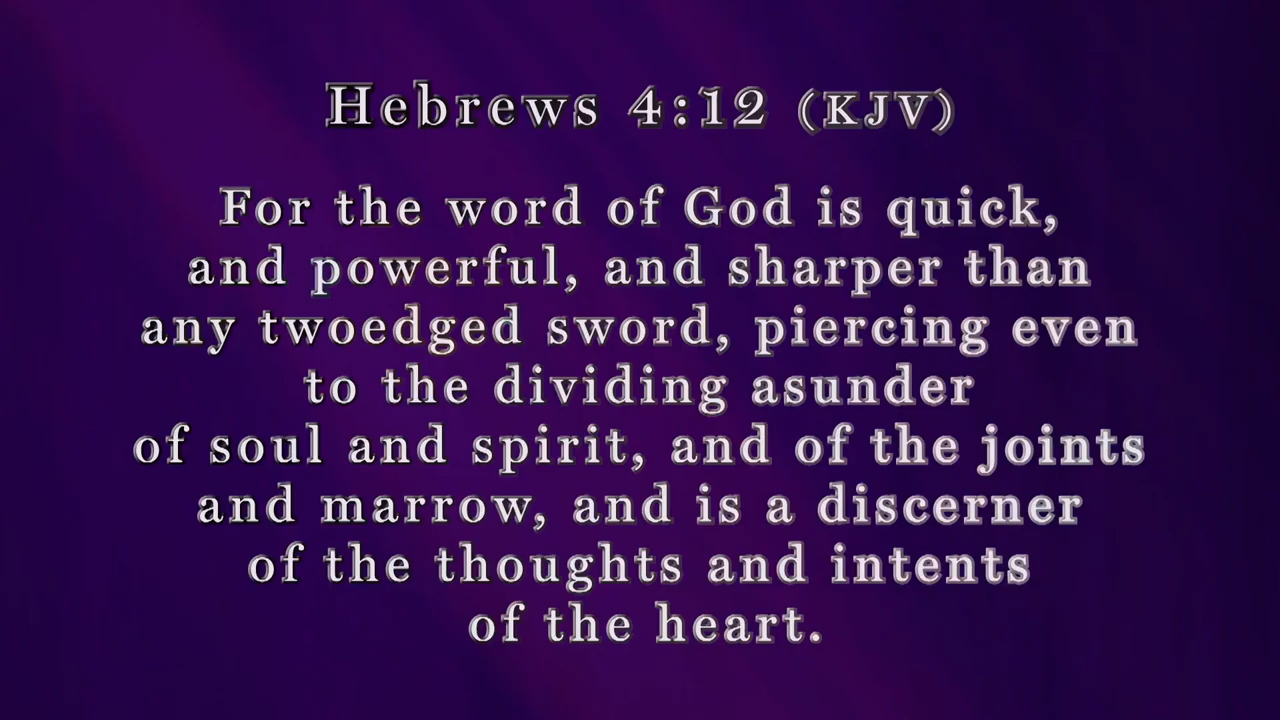 Hebrews 4:12 (KJV)
For the word of God is quick,
and powerful, and sharper than
any twoedged sword, piercing even
to the dividing asunder
of soul and spirit, and of the joints
and marrow, and is a discerner
of the thoughts and intents
of the heart.